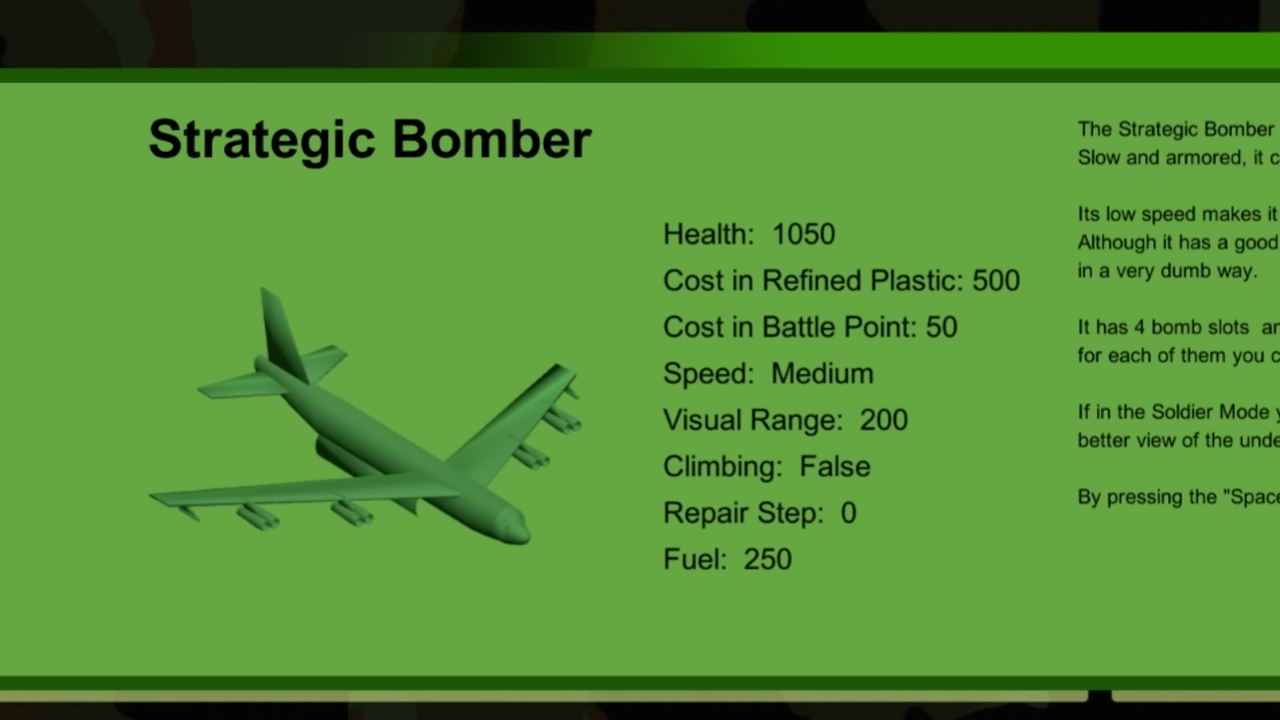 Strategic Bomber
Health: 1050
Cost in Refined Plastic: 500
Cost in Battle Point: 50
Speed: Medium
Visual Range: 200
Climbing: False
Repair Step: 0
Fuel: 250
The Strategic Bomber
Slow and armored, it
Its low speed makes it
Although it has a good
in a very dumb way.
It has 4 bomb slots
for each of them you
If in the Soldier Mode
better view of the
By pressing the "Space